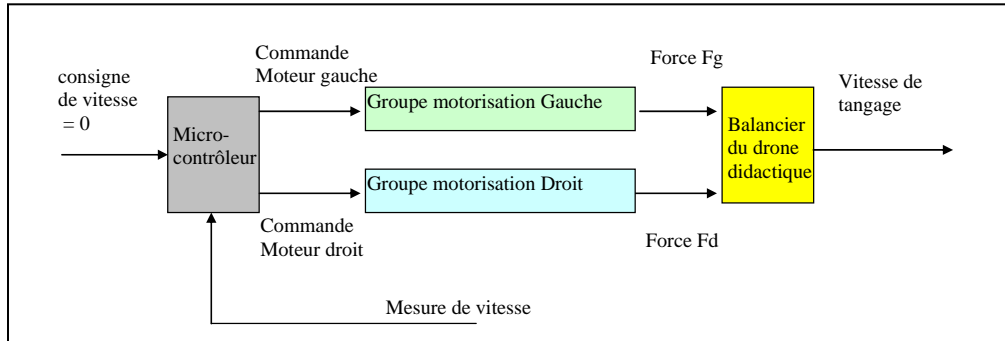 consigne
de vitesse
= 0
Micro-
contrôleur
Commande
Moteur gauche
Groupe motorisation Gauche
Force Fg
Commande
Moteur droit
Groupe motorisation Droit
Force Fd
Balancier
du drone
didactique
Vitesse de
tangage
Mesure de vitesse